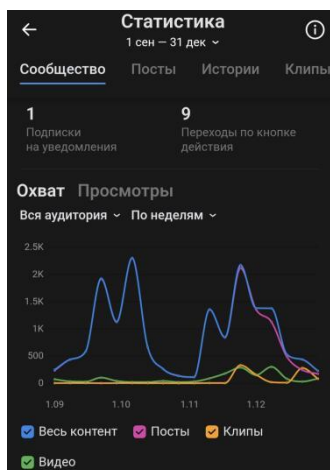 Статистика
1 сен — 31 дек
Сообщество Посты Истории Клипы
1 9
Подписки Переходы по кнопке
на уведомления действия
Охват Просмотры
Вся аудитория По неделям
2.5K
2K
1.5K
1K
500
0
1.09 1.10 1.11 1.12
Весь контент Посты Клипы
Видео